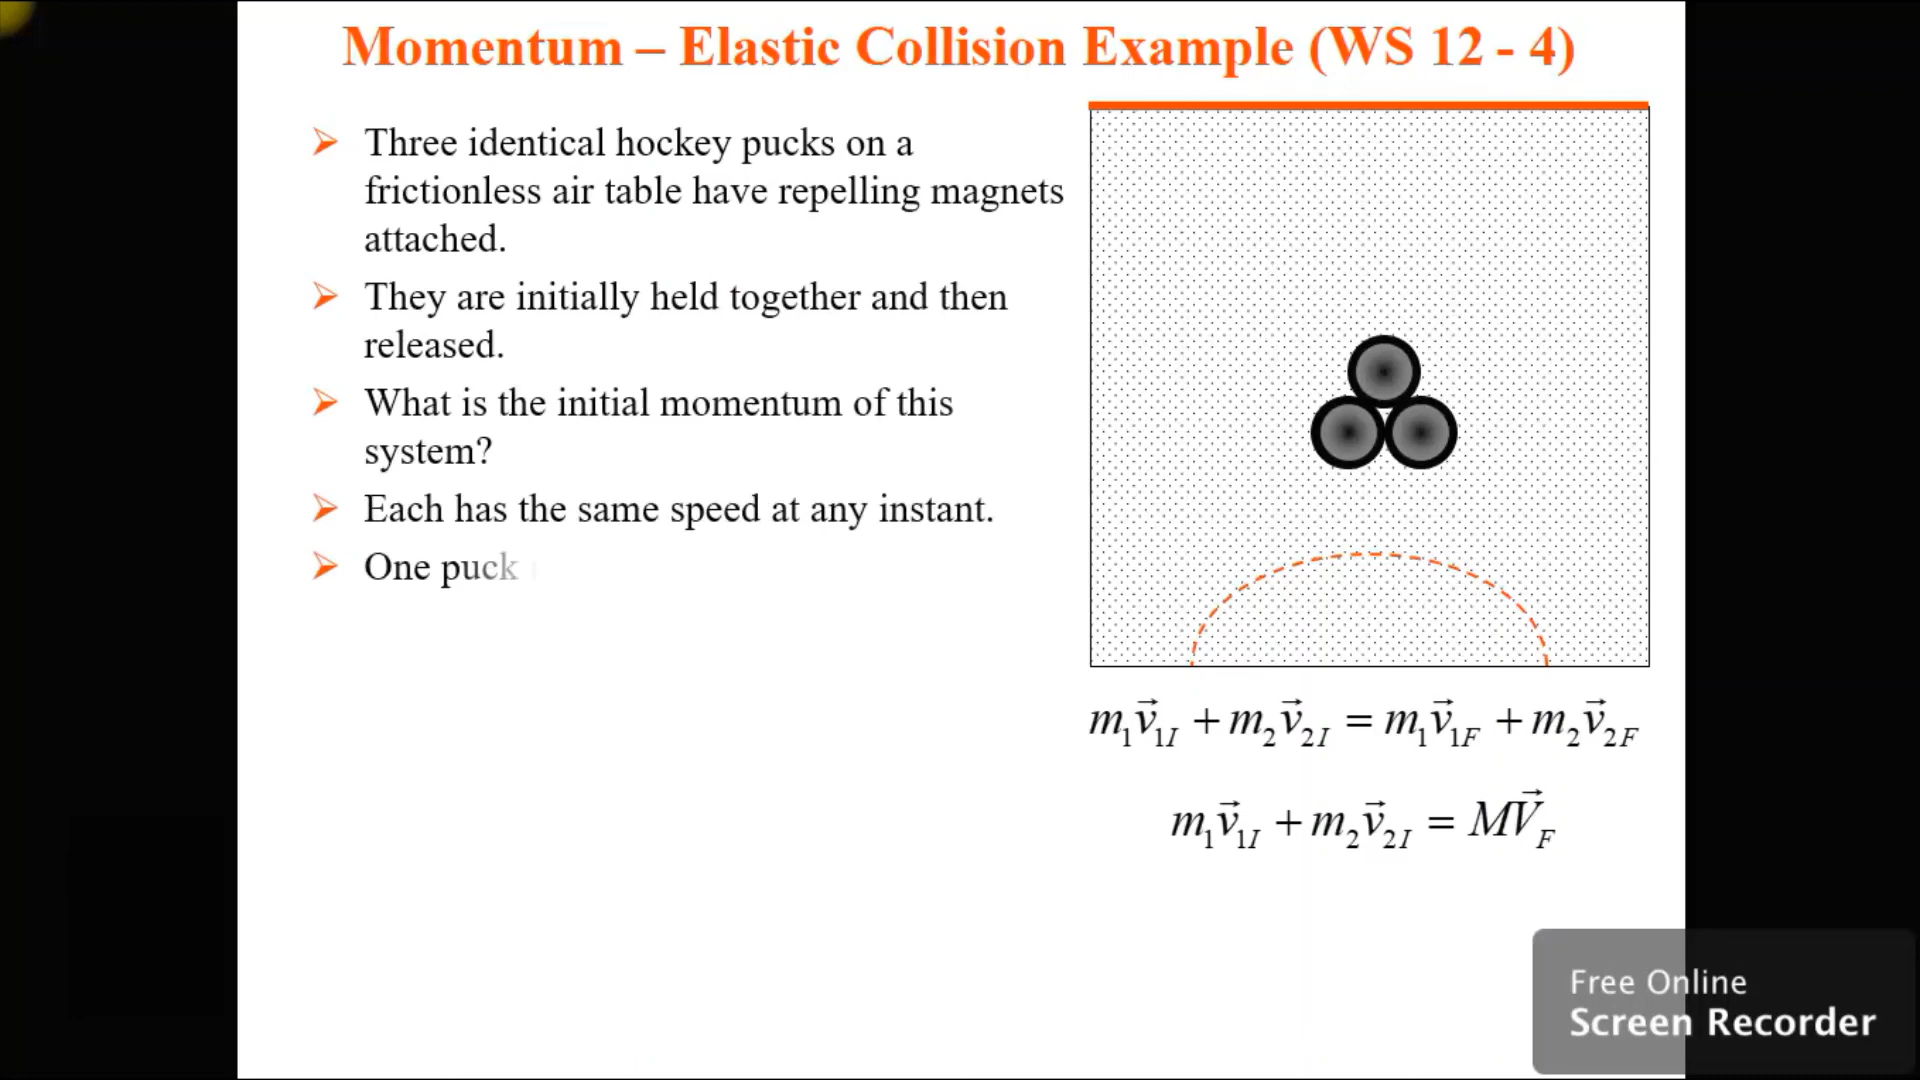 Momentum – Elastic Collision Example (WS 12 - 4)
➢ Three identical hockey pucks on a
frictionless air table have repelling magnets
attached.
➢ They are initially held together and then
released.
➢ What is the initial momentum of this
system?
➢ Each has the same speed at any instant.
➢ One puck
m₁v⃗₁I + m₂v⃗₂I = m₁v⃗₁F + m₂v⃗₂F
m₁v⃗₁I + m₂v⃗₂I = MV⃗F
Free Online
Screen Recorder